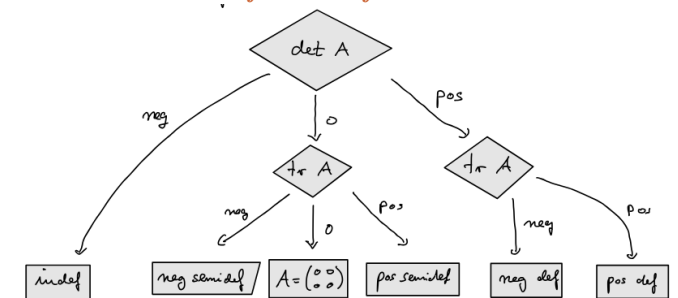 det A
neg
0
pos
tr A
tr A
neg
0
pos
neg
pos
indef
neg semidef
A = (0 0
0 0)
pos semidef
neg def
pos def